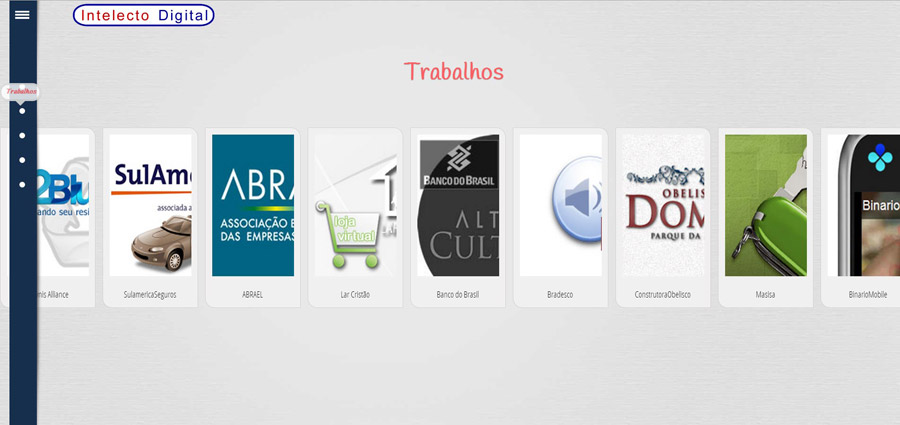 Intelecto Digital
Trabalhos
Trabalhos
2Blu
ando seu resi
nis Alliance
SulAm
associada a
SulamericaSeguros
ABRA
ASSOCIAÇÃO E
DAS EMPRESAS
ABRAEL
loja
virtual
Lar Cristão
BANCO DO BRASIL
ALT
CULT
Banco do Brasil
Bradesco
OBELIS
DOM
PARQUE DA
ConstrutoraObelisco
Masisa
Binario
BinarioMobile